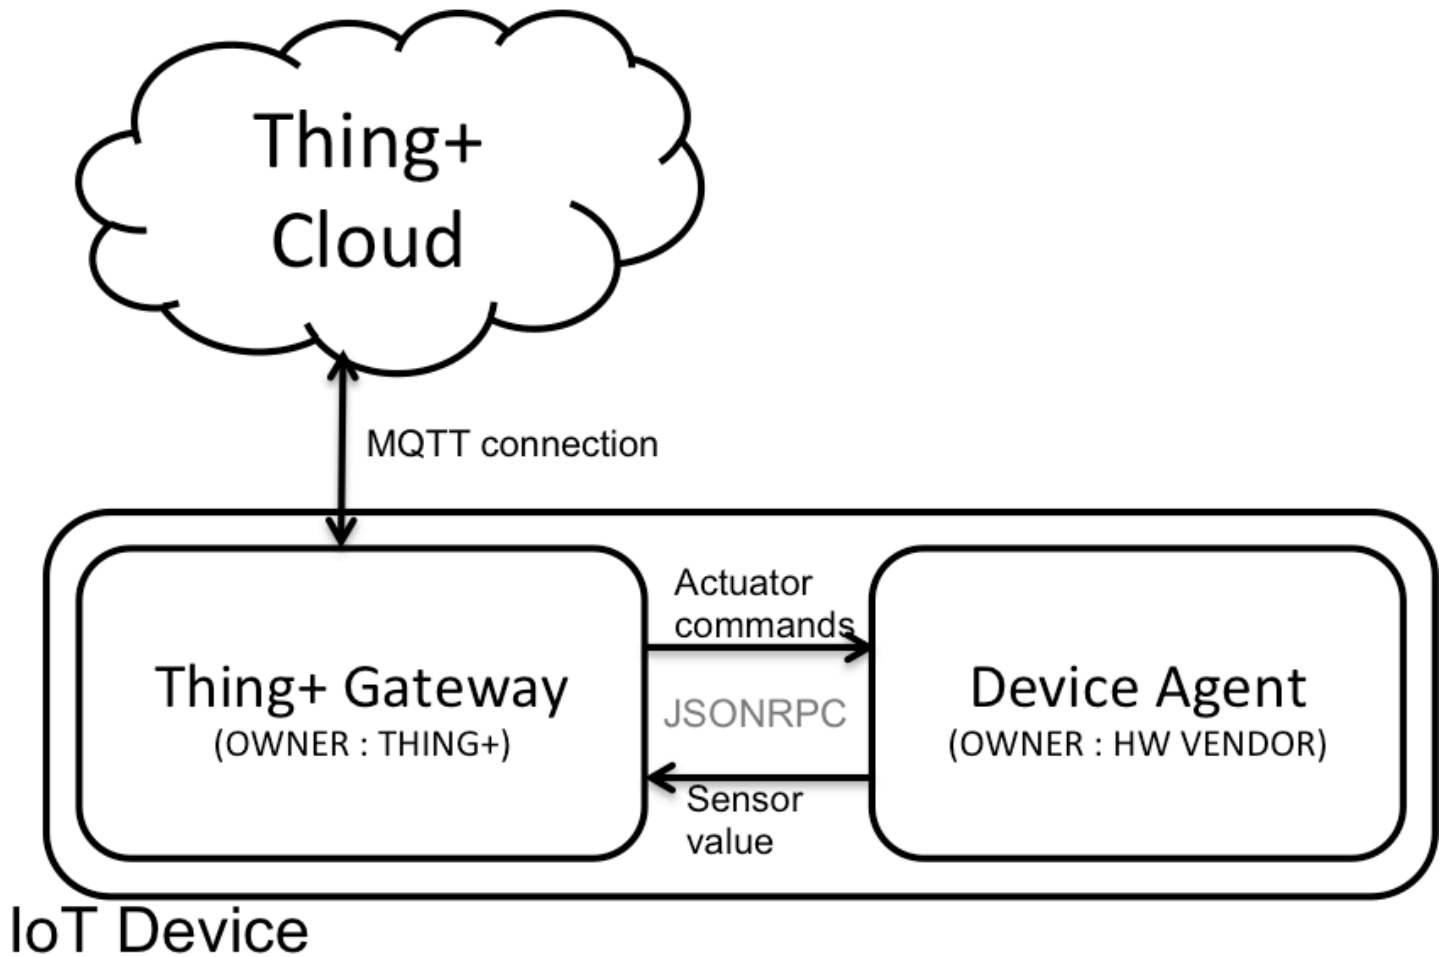 Thing+
Cloud
MQTT connection
Actuator
commands
Thing+ Gateway
(OWNER : THING+)
JSONRPC
Device Agent
(OWNER : HW VENDOR)
Sensor
value
IoT Device